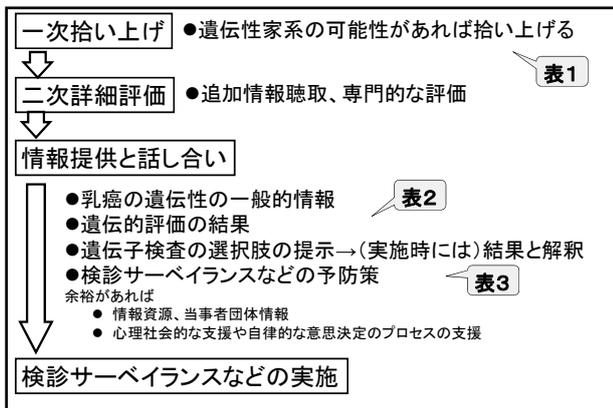 一次拾い上げ ●遺伝性家系の可能性があれば拾い上げる
表1
二次詳細評価 ●追加情報聴取、専門的な評価
情報提供と話し合い
●乳癌の遺伝性の一般的情報
表2
●遺伝的評価の結果
●遺伝子検査の選択肢の提示→(実施時には)結果と解釈
●検診サーベイランスなどの予防策
表3
余裕があれば
● 情報資源、当事者団体情報
● 心理社会的な支援や自律的な意思決定のプロセスの支援
検診サーベイランスなどの実施